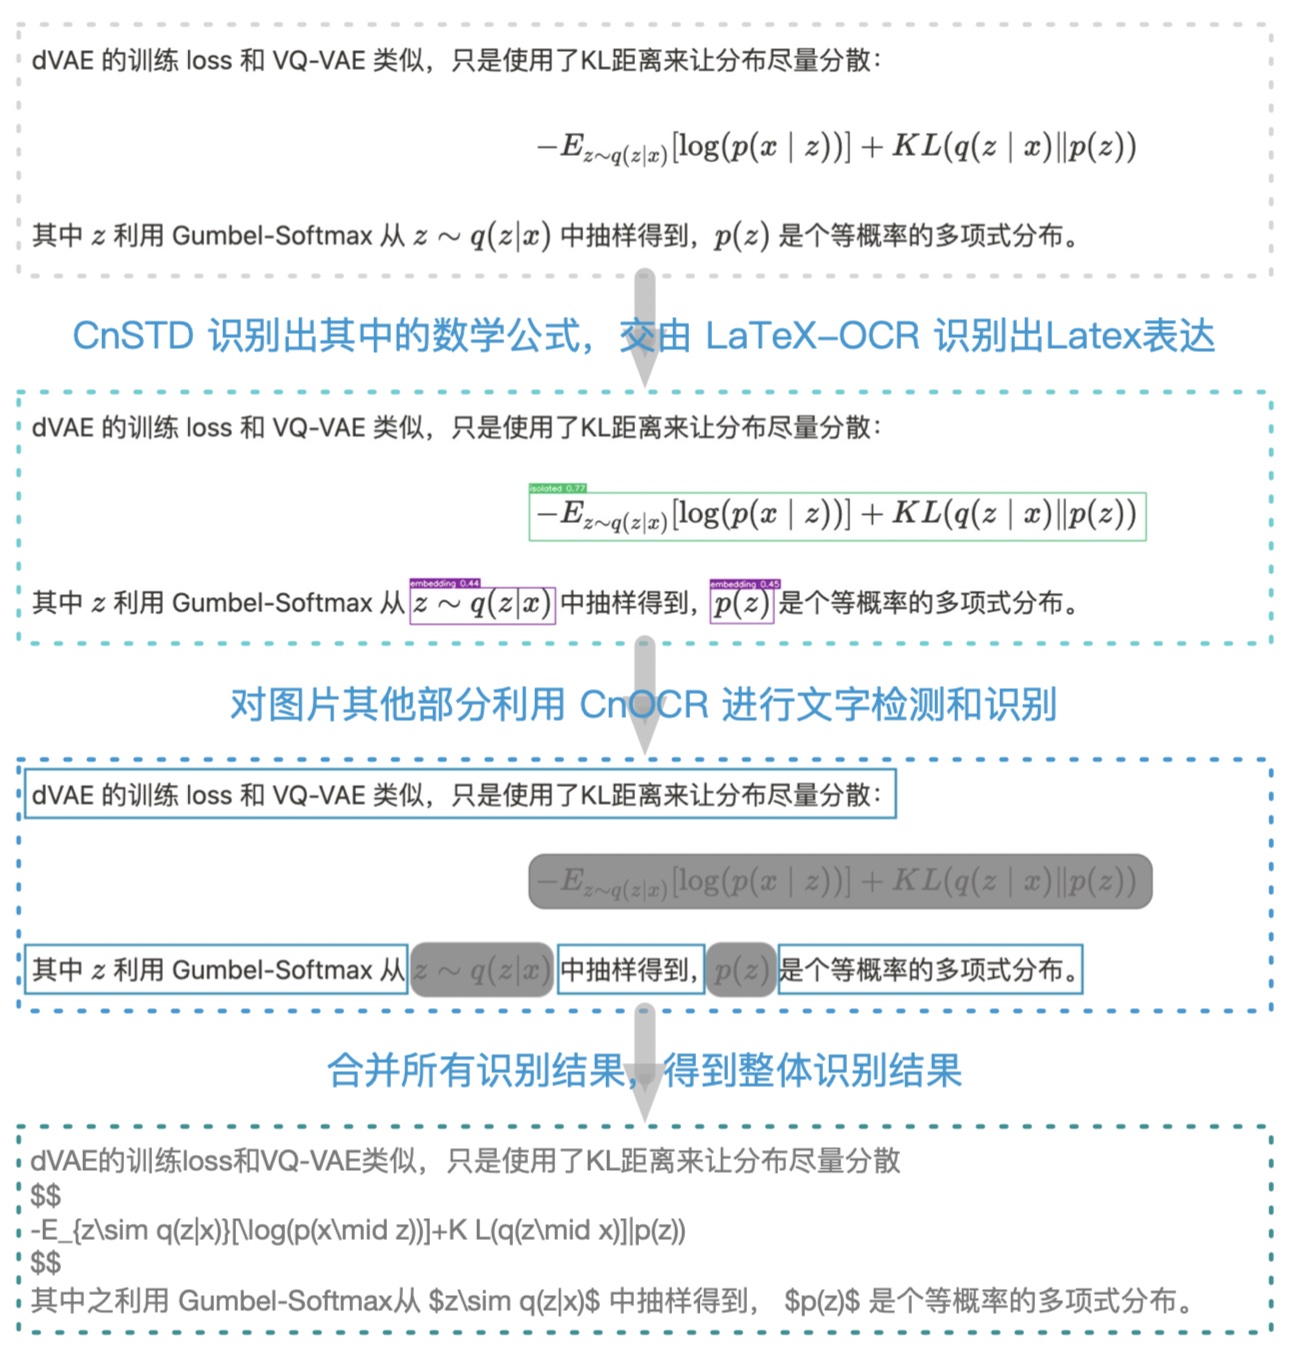 dVAE 的训练 loss 和 VQ-VAE 类似，只是使用了KL距离来让分布尽量分散：
−E_{z∼q(z|x)}[log(p(x | z))] + KL(q(z | x)‖p(z))
其中 z 利用 Gumbel-Softmax 从 z ∼ q(z|x) 中抽样得到，p(z) 是个等概率的多项式分布。
CnSTD 识别出其中的数学公式，交由 LaTeX-OCR 识别出Latex表达
dVAE 的训练 loss 和 VQ-VAE 类似，只是使用了KL距离来让分布尽量分散：
isolated 0.77
−E_{z∼q(z|x)}[log(p(x | z))] + KL(q(z | x)‖p(z))
embedding 0.44 embedding 0.45
其中 z 利用 Gumbel-Softmax 从 z ∼ q(z|x) 中抽样得到，p(z) 是个等概率的多项式分布。
对图片其他部分利用 CnOCR 进行文字检测和识别
dVAE 的训练 loss 和 VQ-VAE 类似，只是使用了KL距离来让分布尽量分散：
−E_{z∼q(z|x)}[log(p(x | z))] + KL(q(z | x)‖p(z))
其中 z 利用 Gumbel-Softmax 从 z ∼ q(z|x) 中抽样得到，p(z) 是个等概率的多项式分布。
合并所有识别结果，得到整体识别结果
dVAE的训练loss和VQ-VAE类似，只是使用了KL距离来让分布尽量分散
$$
-E_{z\sim q(z|x)}[\log(p(x\mid z))]+K L(q(z\mid x)]|p(z))
$$
其中之利用 Gumbel-Softmax从 $z\sim q(z|x)$ 中抽样得到， $p(z)$ 是个等概率的多项式分布。